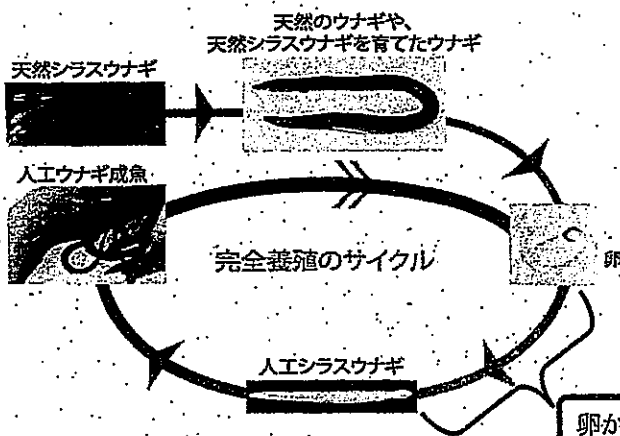 天然のウナギや、
天然シラスウナギを育てたウナギ
天然シラスウナギ
人工ウナギ成魚
完全養殖のサイクル
卵
人工シラスウナギ
卵か